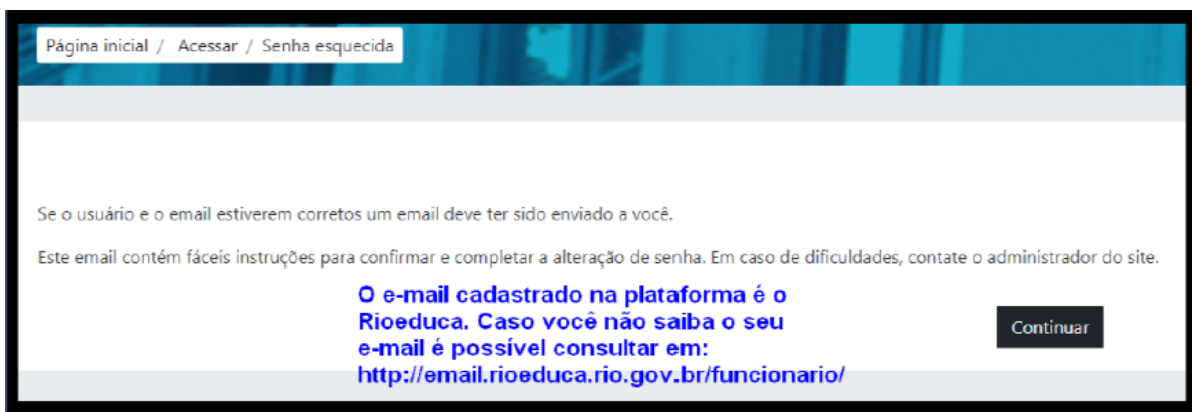 Página inicial / Acessar / Senha esquecida
Se o usuário e o email estiverem corretos um email deve ter sido enviado a você.
Este email contém fáceis instruções para confirmar e completar a alteração de senha. Em caso de dificuldades, contate o administrador do site.
O e-mail cadastrado na plataforma é o
Rioeduca. Caso você não saiba o seu
e-mail é possível consultar em:
http://email.rioeduca.rio.gov.br/funcionario/
Continuar